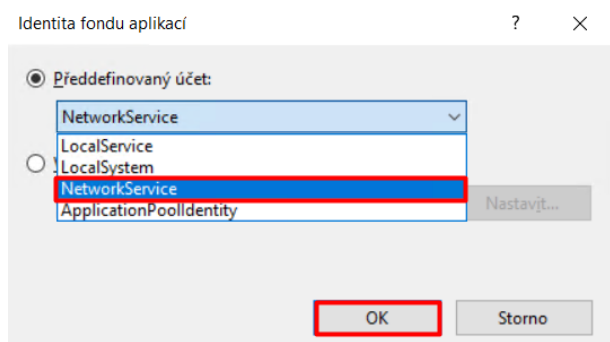 Identita fondu aplikací
?
Předdefinovaný účet:
NetworkService
LocalService
LocalSystem
NetworkService
ApplicationPoolIdentity
Nastavit...
OK
Storno